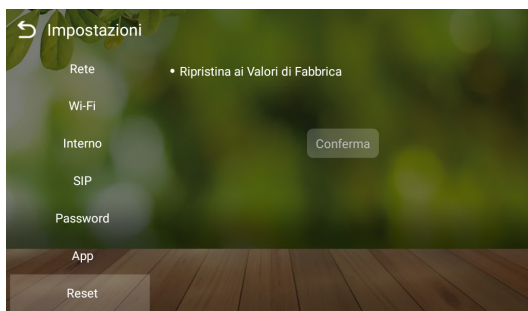 Impostazioni
Rete
• Ripristina ai Valori di Fabbrica
Wi-Fi
Interno
Conferma
SIP
Password
App
Reset